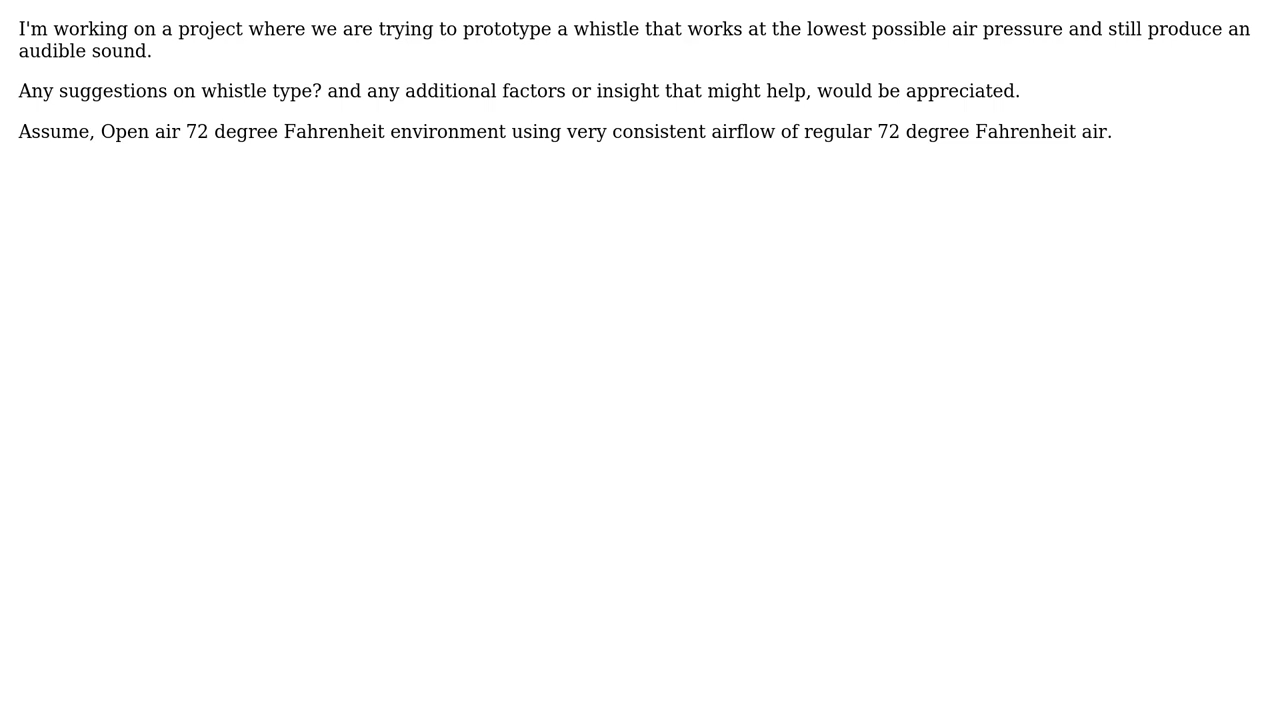 I'm working on a project where we are trying to prototype a whistle that works at the lowest possible air pressure and still produce an
audible sound.
Any suggestions on whistle type? and any additional factors or insight that might help, would be appreciated.
Assume, Open air 72 degree Fahrenheit environment using very consistent airflow of regular 72 degree Fahrenheit air.